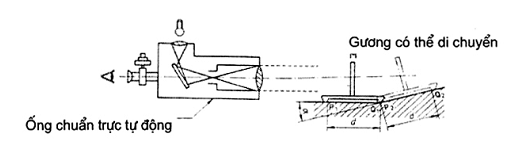 Gương có thể di chuyển
Ống chuẩn trực tự động
d
d